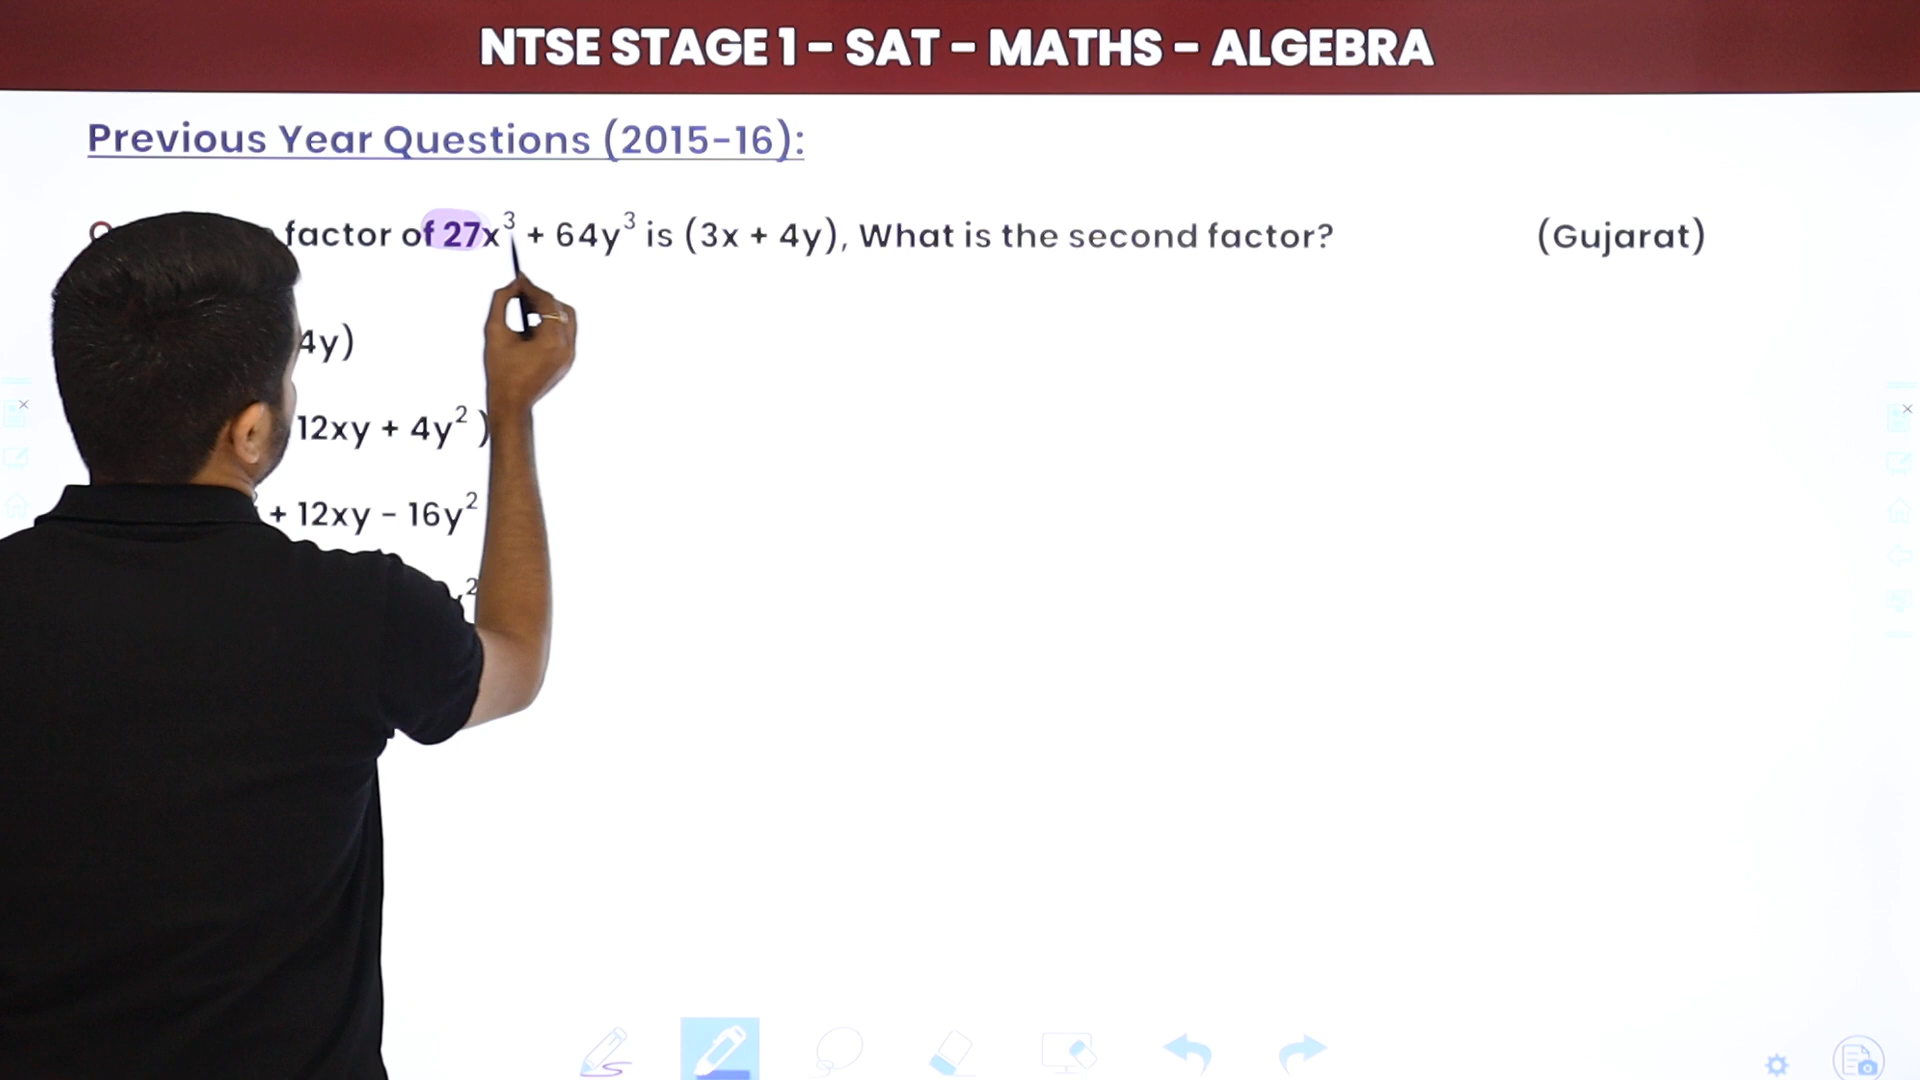 NTSE STAGE 1 - SAT - MATHS - ALGEBRA
Previous Year Questions (2015-16):
factor of 27x³ + 64y³ is (3x + 4y), What is the second factor? (Gujarat)
4y)
12xy + 4y² )
+ 12xy - 16y²